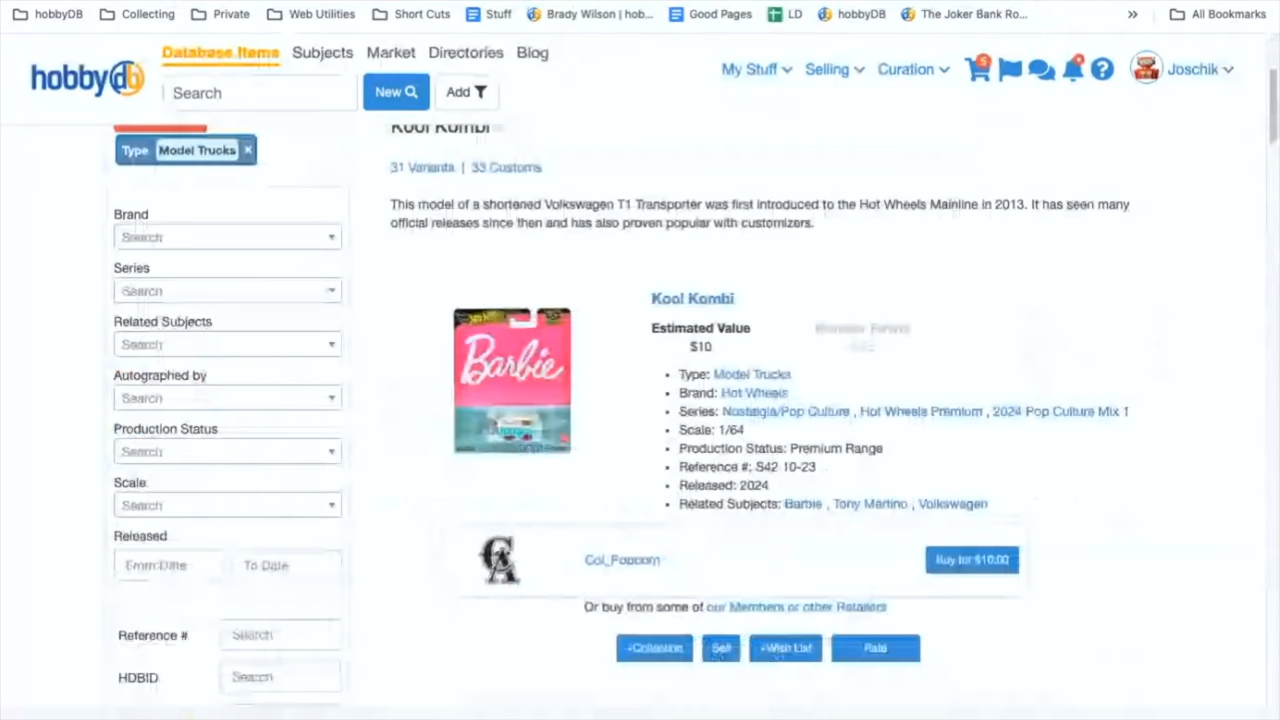 hobbyDB Collecting Private Web Utilities Short Cuts Stuff Brady Wilson | hob... Good Pages LD hobbyDB The Joker Bank Ro... » All Bookmarks
hobbydb
Database Items Subjects Market Directories Blog
Search New Add
My Stuff Selling Curation 5 ? Joschik
Type Model Trucks ×
Brand
Search
Series
Search
Related Subjects
Search
Autographed by
Search
Production Status
Search
Scale
Search
Released
From Date To Date
Reference # Search
HDBID Search
Kool Kombi
31 Variants | 33 Customs
This model of a shortened Volkswagen T1 Transporter was first introduced to the Hot Wheels Mainline in 2013. It has seen many
official releases since then and has also proven popular with customizers.
Barbie
Kool Kombi
Estimated Value
$10
• Type: Model Trucks
• Brand: Hot Wheels
• Series: Nostalgia/Pop Culture , Hot Wheels Premium , 2024 Pop Culture Mix 1
• Scale: 1/64
• Production Status: Premium Range
• Reference #: S42 10-23
• Released: 2024
• Related Subjects: Barbie , Tony Martino , Volkswagen
CA
Col_Popcorn Buy for $10.00
Or buy from some of our Members or other Retailers
+Collection Sell +Wish List Rate